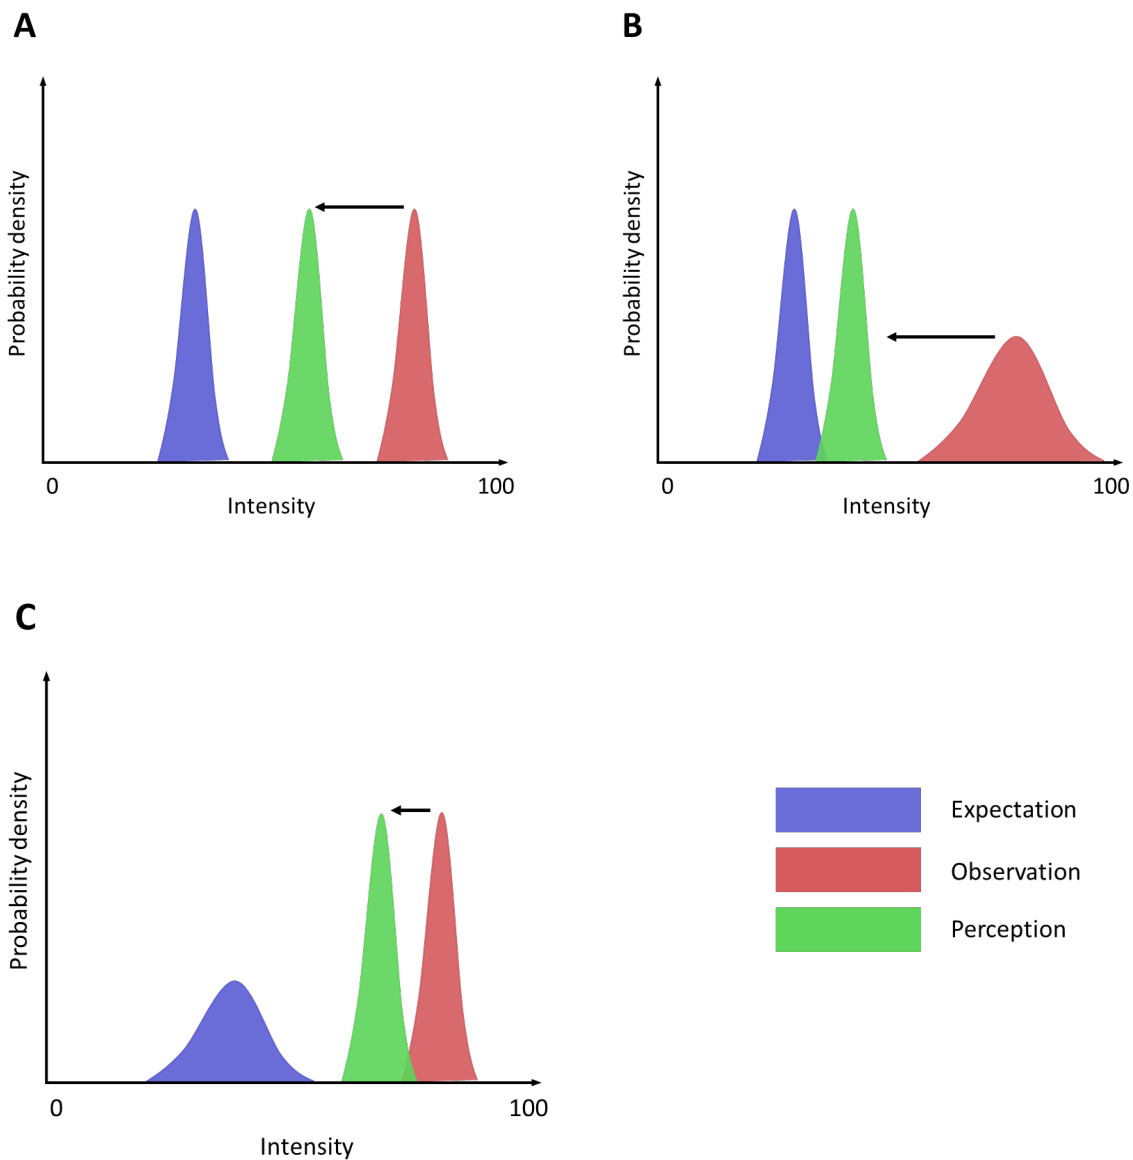 A
Probability density
0
100
Intensity
B
Probability density
0
100
Intensity
C
Probability density
0
100
Intensity
Expectation
Observation
Perception